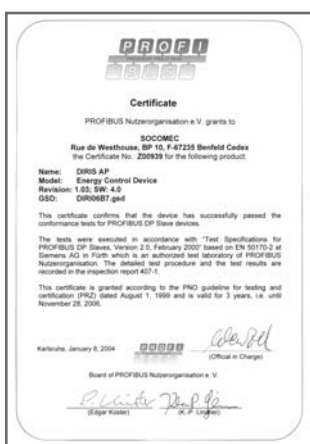 PROFI
BUS
Certificate
PROFIBUS Nutzerorganisation e.V. grants to
SOCOMEC
Rue de Westhouse, BP 10, F-67235 Benfeld Cedex
the Certificate No.: Z00939 for the following product:
Name: DIRIS AP
Model: Energy Control Device
Revision: 1.03; SW: 4.0
GSD: DIRI06B7.gsd
This certificate confirms that the device has successfully passed the
conformance tests for PROFIBUS DP Slave devices.
The tests were executed in accordance with "Test Specifications for
PROFIBUS DP Slaves, Version 2.0, February 2000" based on EN 50170-2 at
Siemens AG in Fürth which is an authorized test laboratory of PROFIBUS
Nutzerorganisation. The detailed test procedure and the test results are
recorded in the inspection report 407-1.
This certificate is granted according to the PNO guideline for testing and
certification (PRZ) dated August 1, 1999 and is valid for 3 years, i.e. until
November 28, 2006.
Karlsruhe, January 8, 2004
(Official in Charge)
Board of PROFIBUS Nutzerorganisation e. V.
(Edgar Küster) (K.-P. Lindner)